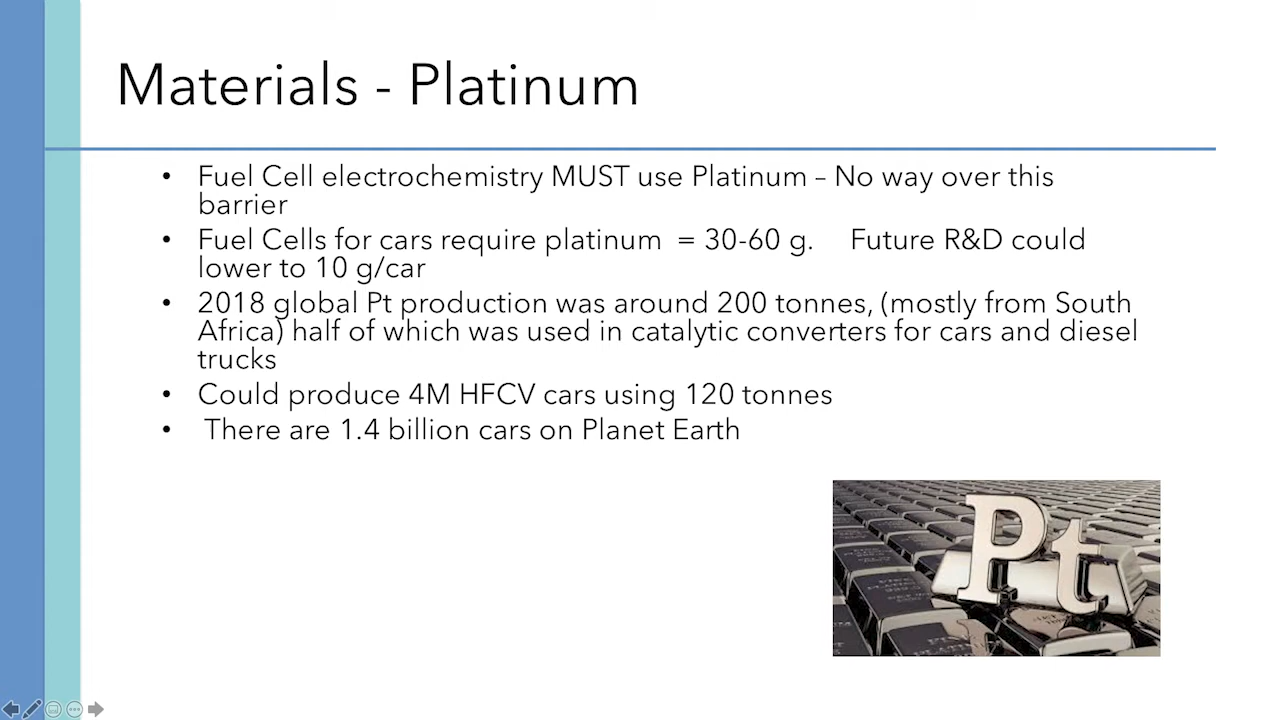 Materials - Platinum
• Fuel Cell electrochemistry MUST use Platinum – No way over this
barrier
• Fuel Cells for cars require platinum = 30-60 g. Future R&D could
lower to 10 g/car
• 2018 global Pt production was around 200 tonnes, (mostly from South
Africa) half of which was used in catalytic converters for cars and diesel
trucks
• Could produce 4M HFCV cars using 120 tonnes
• There are 1.4 billion cars on Planet Earth
Pt